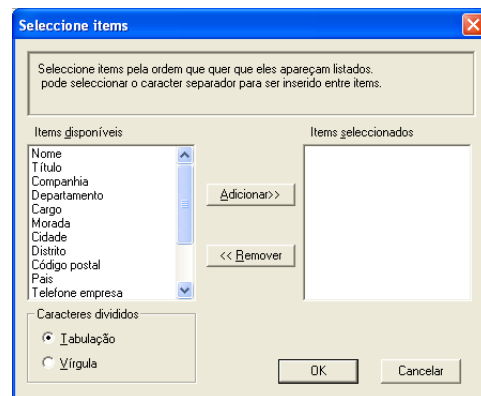 Seleccione items
Seleccione items pela ordem que quer que eles apareçam listados.
pode seleccionar o caracter separador para ser inserido entre items.
Items disponíveis
Items seleccionados
Nome
Título
Companhia
Departamento
Cargo
Morada
Cidade
Distrito
Código postal
Pais
Telefone empresa
Adicionar>>
<< Remover
Caracteres divididos
Tabulação
Vírgula
OK
Cancelar